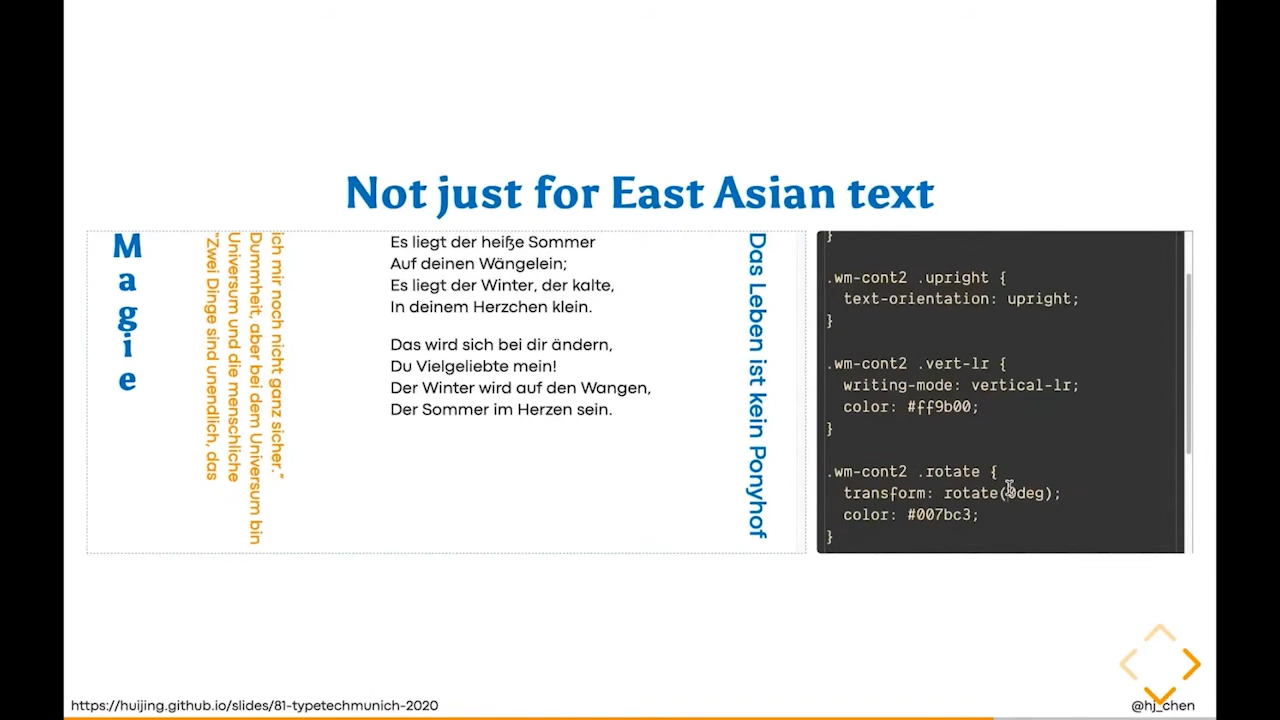 Not just for East Asian text
Magie
"Zwei Dinge sind unendlich, das
Universum und die menschliche
Dummheit, aber bei dem Universum bin
ich mir noch nicht ganz sicher.“
Es liegt der heiße Sommer
Auf deinen Wängelein;
Es liegt der Winter, der kalte,
In deinem Herzchen klein.
Das wird sich bei dir ändern,
Du Vielgeliebte mein!
Der Winter wird auf den Wangen,
Der Sommer im Herzen sein.
Das Leben ist kein Ponyhof
}
.wm-cont2 .upright {
text-orientation: upright;
}
.wm-cont2 .vert-lr {
writing-mode: vertical-lr;
color: #ff9b00;
}
.wm-cont2 .rotate {
transform: rotate(0deg);
color: #007bc3;
}
https://huijing.github.io/slides/81-typetechmunich-2020
@hj_chen